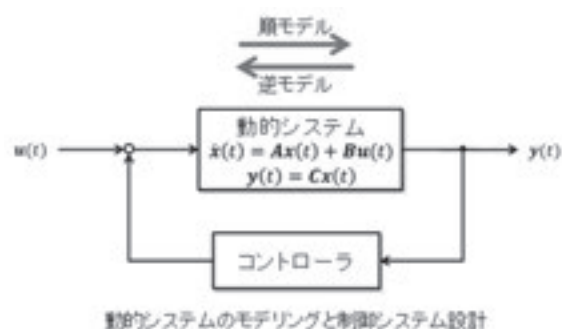 順モデル
逆モデル
動的システム
u(t)
ẋ(t) = Ax(t) + Bu(t)
y(t)
y(t) = Cx(t)
コントローラ
動的システムのモデリングと制御システム設計